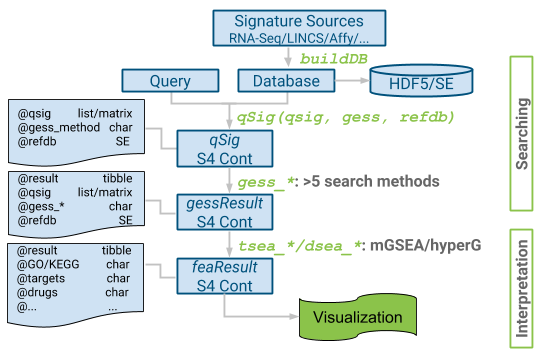 Signature Sources
RNA-Seq/LINCS/Affy/...
buildDB
Query
Database
HDF5/SE
qSig(qsig, gess, refdb)
@qsig list/matrix
@gess_method char
@refdb SE
qSig
S4 Cont
gess_*: >5 search methods
@result tibble
@qsig list/matrix
@gess_* char
@refdb SE
gessResult
S4 Cont
tsea_*/dsea_*: mGSEA/hyperG
@result tibble
@GO/KEGG char
@targets char
@drugs char
@... ...
feaResult
S4 Cont
Visualization
Searching
Interpretation